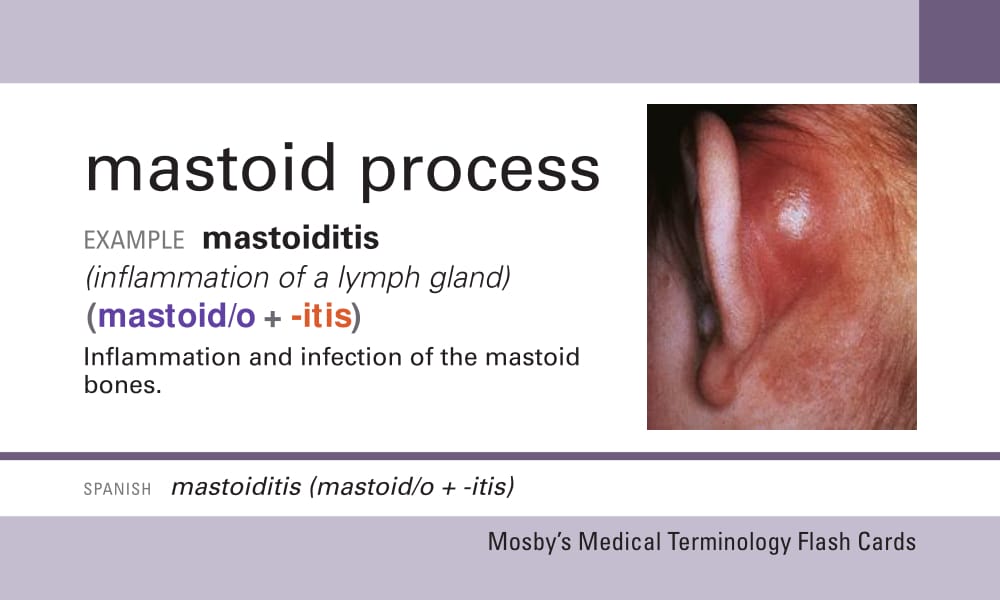 mastoid process
EXAMPLE mastoiditis
(inflammation of a lymph gland)
(mastoid/o + -itis)
Inflammation and infection of the mastoid
bones.
SPANISH mastoiditis (mastoid/o + -itis)
Mosby's Medical Terminology Flash Cards